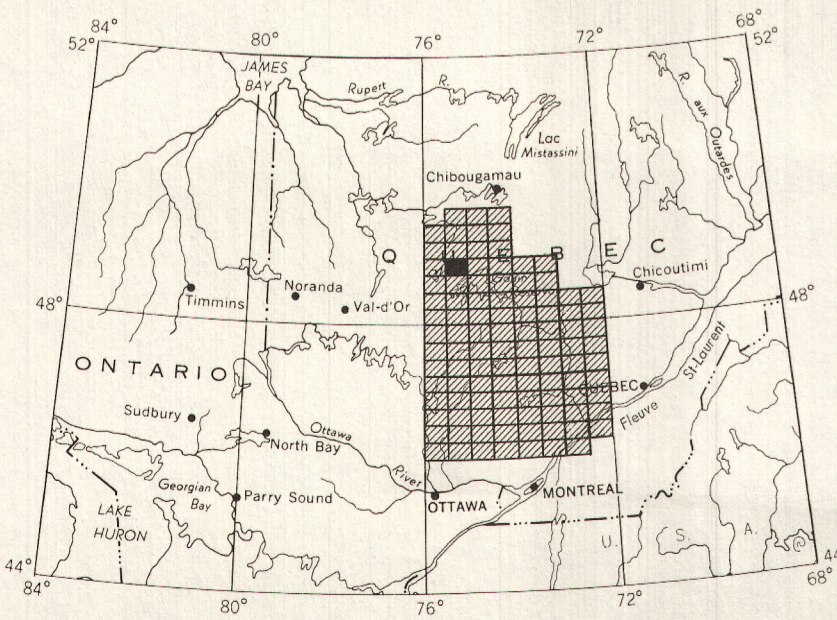 84°
80°
76°
72°
68°
52°
52°
JAMES
BAY
Rupert R.
R. aux Outardes
Lac
Mistassini
Chibougamau
Q E B E C
Chicoutimi
Timmins
Noranda
Val-d'Or
48°
48°
ONTARIO
St-Laurent
Fleuve
QUEBEC
Sudbury
North Bay
Ottawa
River
Georgian
Bay
Parry Sound
OTTAWA
MONTREAL
LAKE
HURON
U. S. A.
44°
44
84°
80°
76°
72°
68°